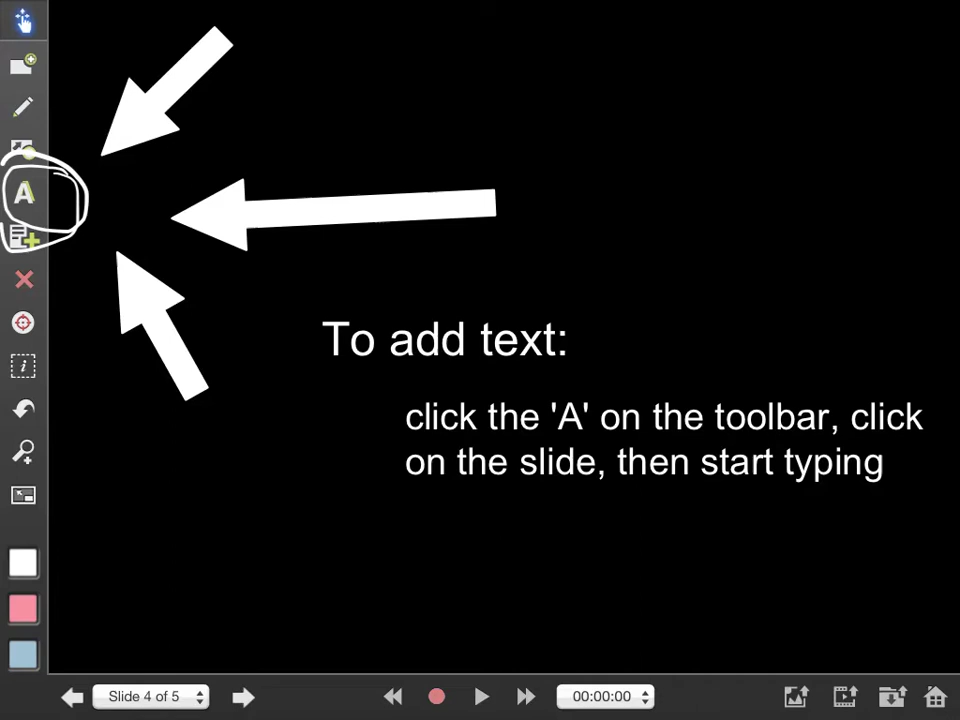 A
To add text:
click the 'A' on the toolbar, click
on the slide, then start typing
Slide 4 of 5
00:00:00